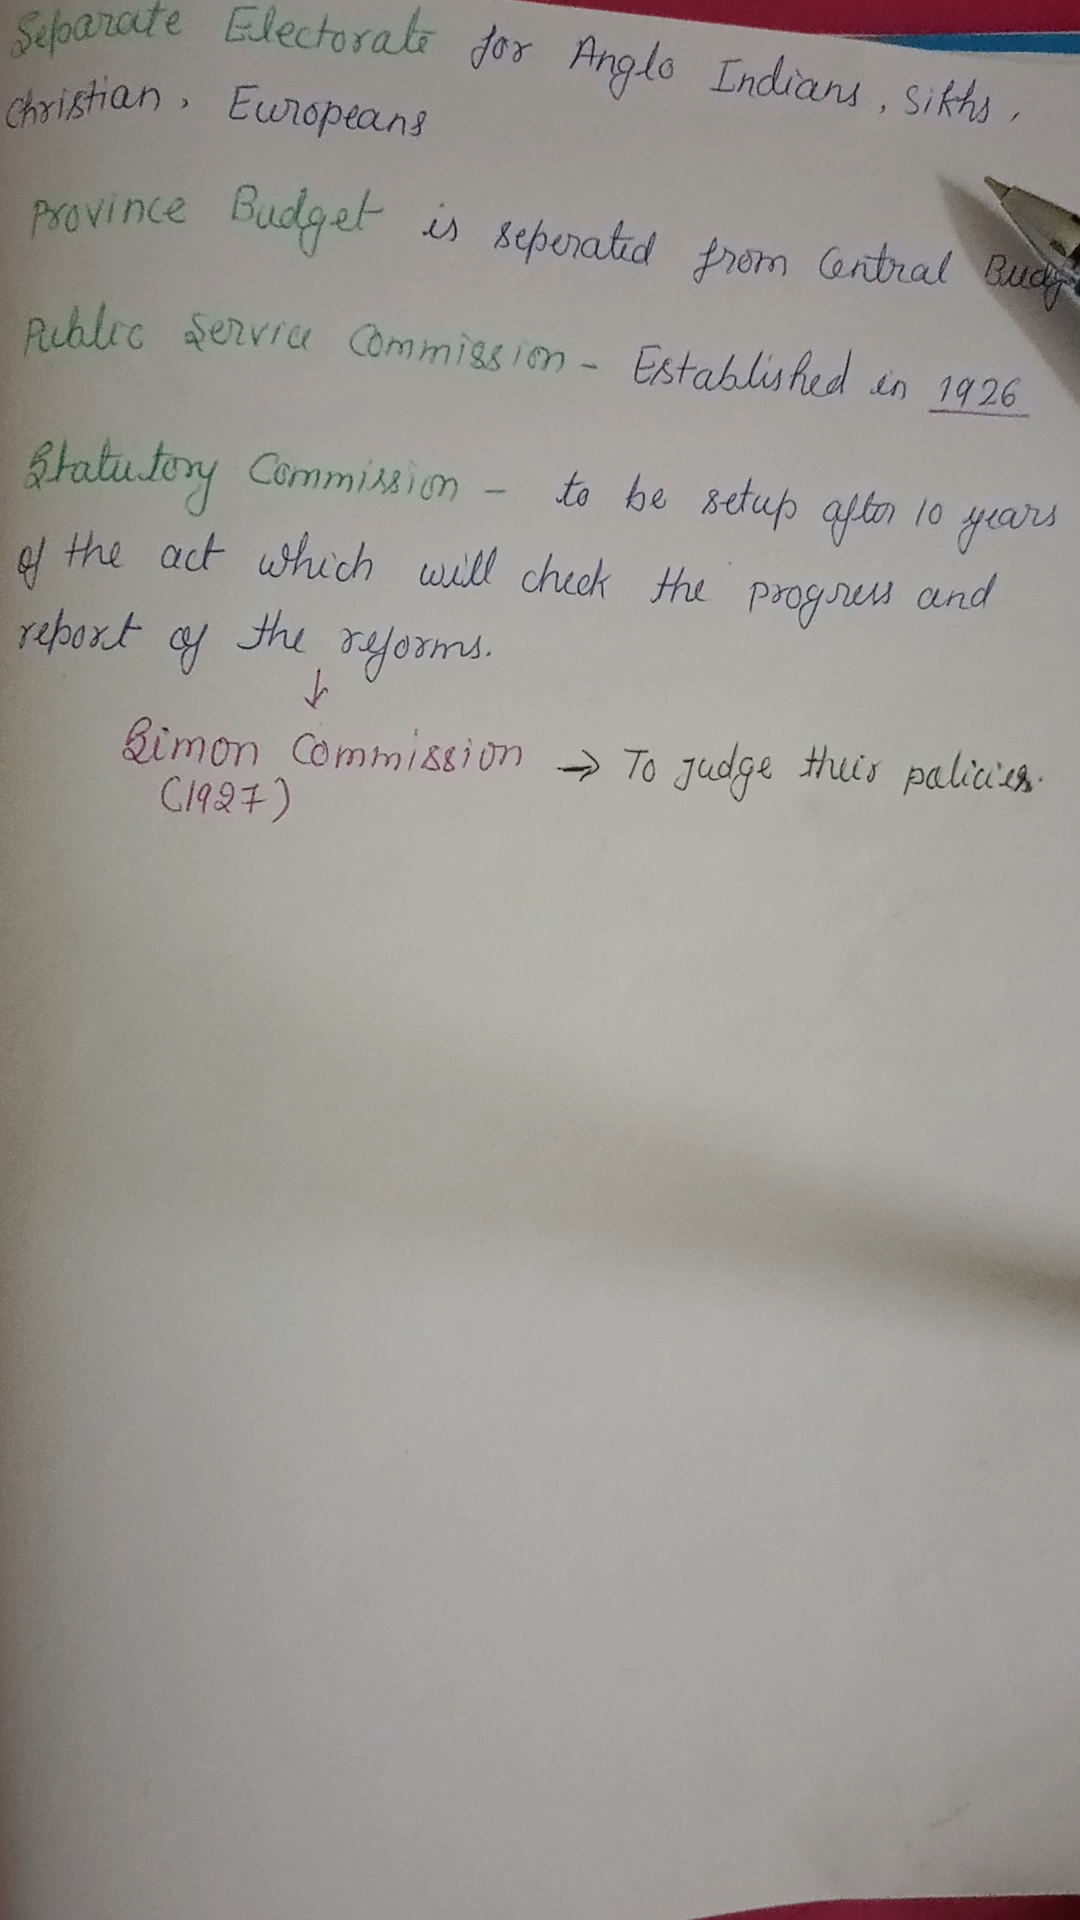 Separate Electorate for Anglo Indians, Sikhs,
Christian, Europeans
Province Budget is seperated from Central Budg
Public Service Commission - Established in 1926
Statutory Commission - to be setup after 10 years
of the act which will check the progress and
report of the reforms.
↓
Simon Commission → To judge their policies.
(1927)